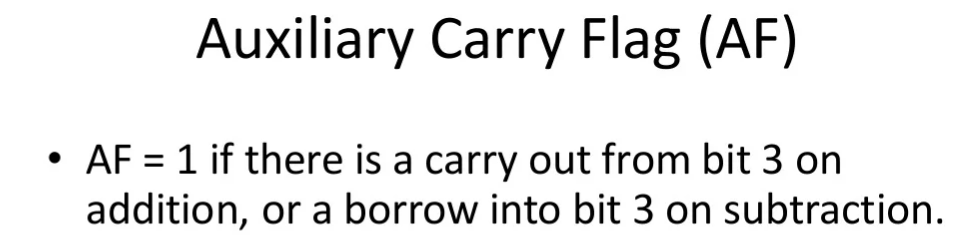 Auxiliary Carry Flag (AF)
• AF = 1 if there is a carry out from bit 3 on
addition, or a borrow into bit 3 on subtraction.